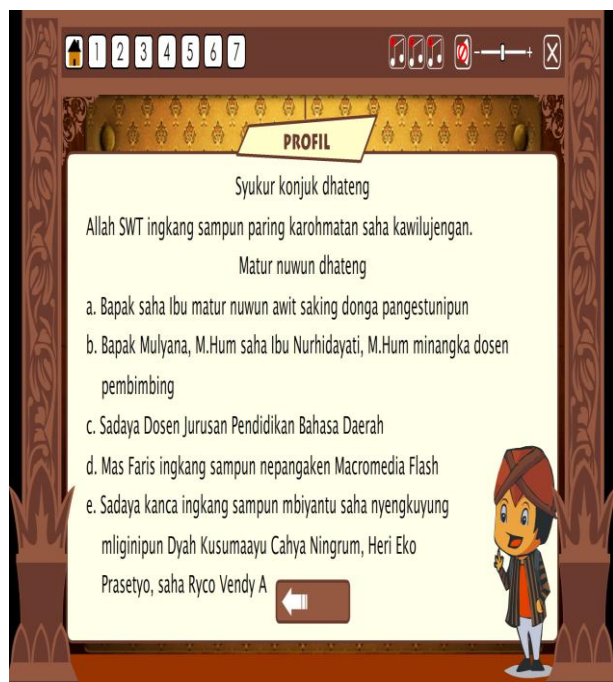 1 2 3 4 5 6 7
PROFIL
Syukur konjuk dhateng
Allah SWT ingkang sampun paring karohmatan saha kawilujengan.
Matur nuwun dhateng
a. Bapak saha Ibu matur nuwun awit saking donga pangestunipun
b. Bapak Mulyana, M.Hum saha Ibu Nurhidayati, M.Hum minangka dosen
pembimbing
c. Sadaya Dosen Jurusan Pendidikan Bahasa Daerah
d. Mas Faris ingkang sampun nepangaken Macromedia Flash
e. Sadaya kanca ingkang sampun mbiyantu saha nyengkuyung
mliginipun Dyah Kusumaayu Cahya Ningrum, Heri Eko
Prasetyo, saha Ryco Vendy A